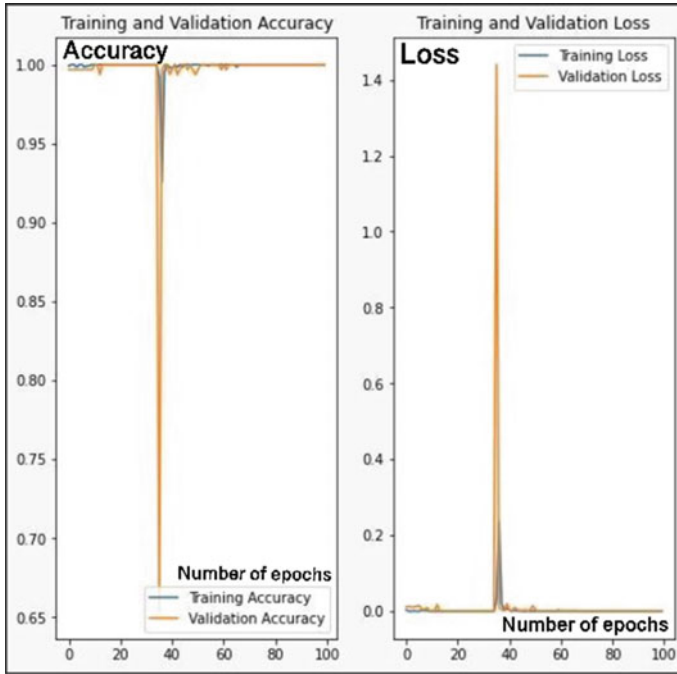 Training and Validation Accuracy
Accuracy
1.00
0.95
0.90
0.85
0.80
0.75
0.70
0.65
Number of epochs
Training Accuracy
Validation Accuracy
0 20 40 60 80 100
Training and Validation Loss
Loss
Training Loss
Validation Loss
1.4
1.2
1.0
0.8
0.6
0.4
0.2
0.0
Number of epochs
0 20 40 60 80 100